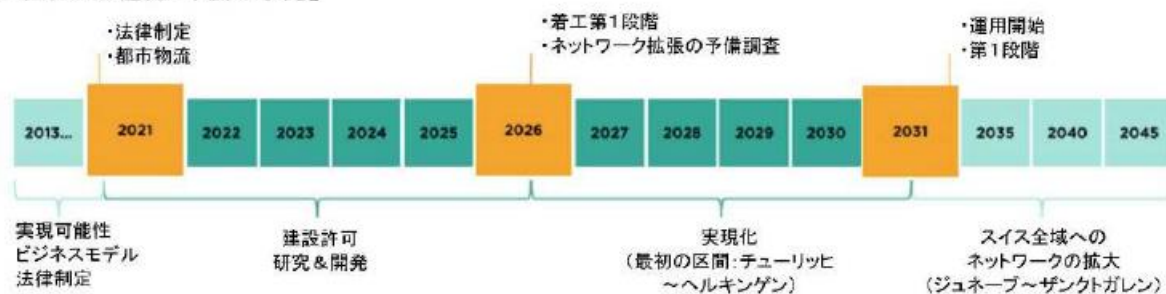 ・法律制定
・都市物流
・着工第1段階
・ネットワーク拡張の予備調査
・運用開始
・第1段階
2013... 2021 2022 2023 2024 2025 2026 2027 2028 2029 2030 2031 2035 2040 2045
実現可能性
ビジネスモデル
法律制定
建設許可
研究&開発
実現化
(最初の区間:チューリッヒ
～ヘルキンゲン)
スイス全域への
ネットワークの拡大
(ジュネーブ～ザンクトガレン)